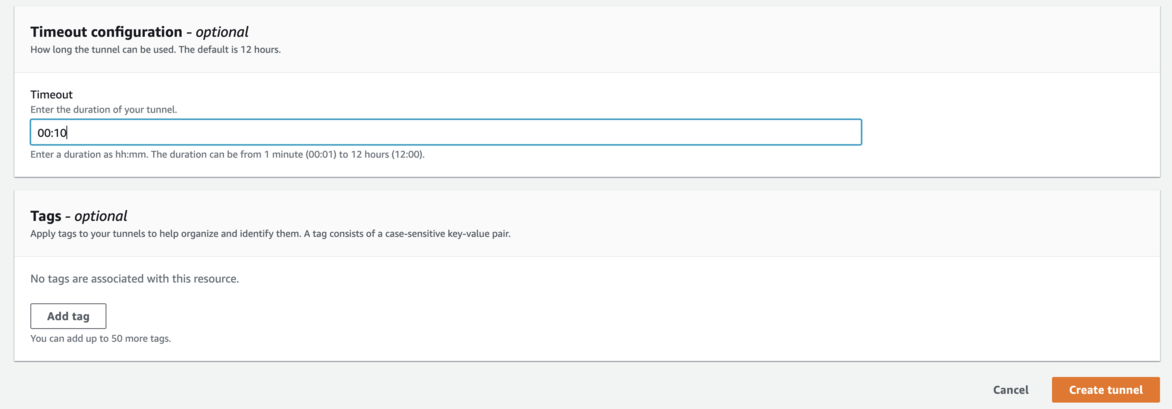 Timeout configuration - optional
How long the tunnel can be used. The default is 12 hours.
Timeout
Enter the duration of your tunnel.
00:10
Enter a duration as hh:mm. The duration can be from 1 minute (00:01) to 12 hours (12:00).
Tags - optional
Apply tags to your tunnels to help organize and identify them. A tag consists of a case-sensitive key-value pair.
No tags are associated with this resource.
Add tag
You can add up to 50 more tags.
Cancel Create tunnel